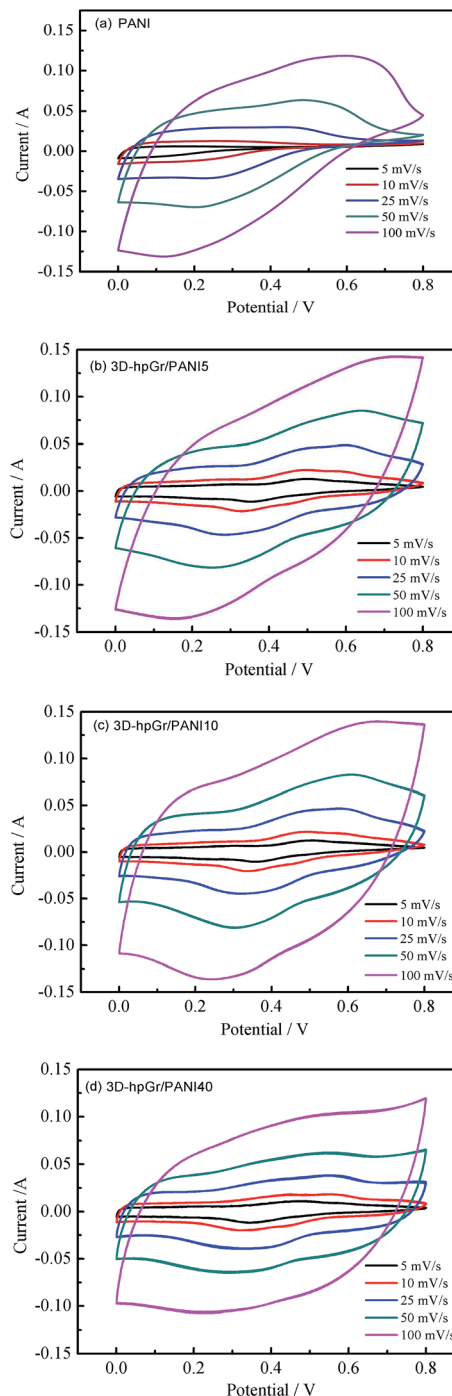 (a) PANI
0.15
0.10
0.05
0.00
-0.05
-0.10
-0.15
Current / A
5 mV/s
10 mV/s
25 mV/s
50 mV/s
100 mV/s
0.0 0.2 0.4 0.6 0.8
Potential / V
(b) 3D-hpGr/PANI5
0.15
0.10
0.05
0.00
-0.05
-0.10
-0.15
Current / A
5 mV/s
10 mV/s
25 mV/s
50 mV/s
100 mV/s
0.0 0.2 0.4 0.6 0.8
Potential / V
(c) 3D-hpGr/PANI10
0.15
0.10
0.05
0.00
-0.05
-0.10
-0.15
Current / A
5 mV/s
10 mV/s
25 mV/s
50 mV/s
100 mV/s
0.0 0.2 0.4 0.6 0.8
Potential / V
(d) 3D-hpGr/PANI40
0.15
0.10
0.05
0.00
-0.05
-0.10
-0.15
Current /A
5 mV/s
10 mV/s
25 mV/s
50 mV/s
100 mV/s
0.0 0.2 0.4 0.6 0.8
Potential / V